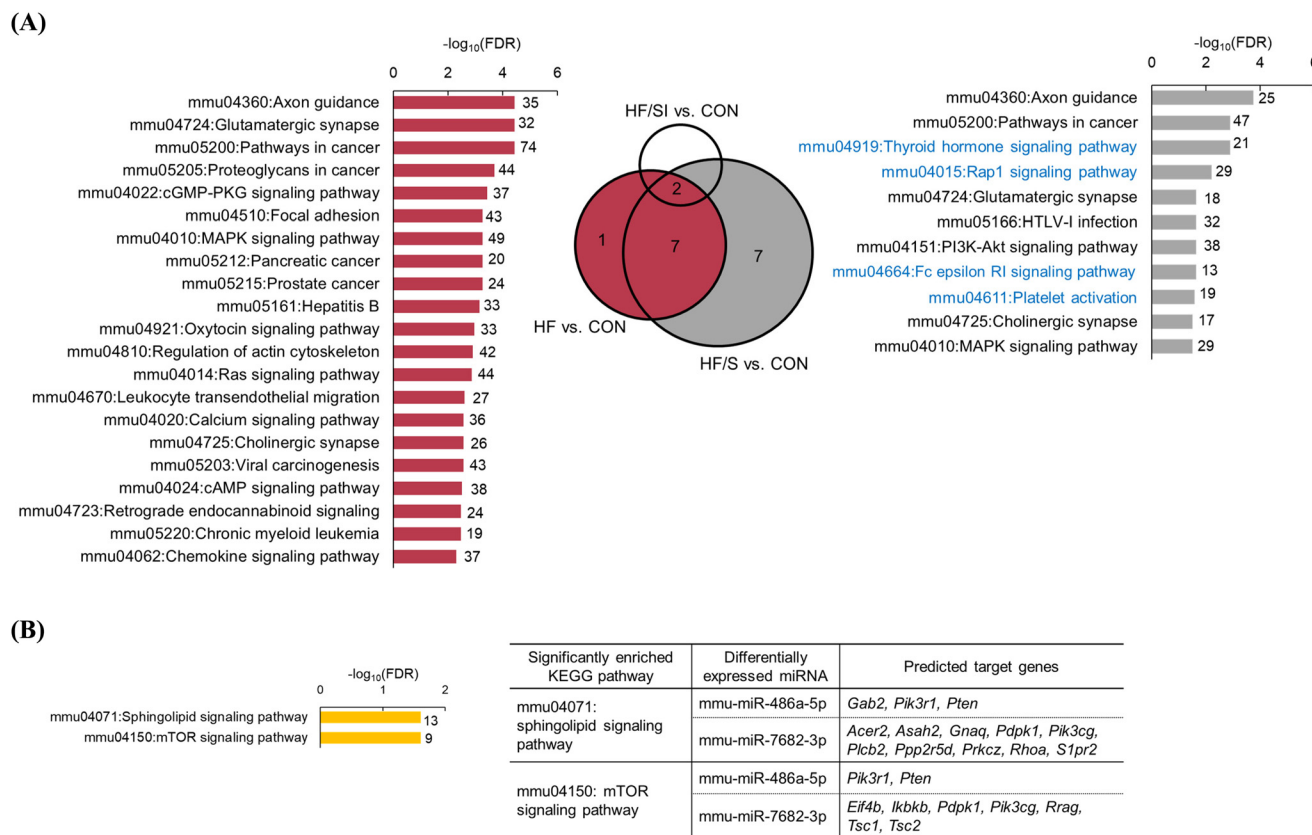 (A)
-log10(FDR)
0 2 4 6
mmu04360:Axon guidance 35
mmu04724:Glutamatergic synapse 32
mmu05200:Pathways in cancer 74
mmu05205:Proteoglycans in cancer 44
mmu04022:cGMP-PKG signaling pathway 37
mmu04510:Focal adhesion 43
mmu04010:MAPK signaling pathway 49
mmu05212:Pancreatic cancer 20
mmu05215:Prostate cancer 24
mmu05161:Hepatitis B 33
mmu04921:Oxytocin signaling pathway 33
mmu04810:Regulation of actin cytoskeleton 42
mmu04014:Ras signaling pathway 44
mmu04670:Leukocyte transendothelial migration 27
mmu04020:Calcium signaling pathway 36
mmu04725:Cholinergic synapse 26
mmu05203:Viral carcinogenesis 43
mmu04024:cAMP signaling pathway 38
mmu04723:Retrograde endocannabinoid signaling 24
mmu05220:Chronic myeloid leukemia 19
mmu04062:Chemokine signaling pathway 37
HF/SI vs. CON
2
1 7 7
HF vs. CON
HF/S vs. CON
-log10(FDR)
0 2 4 6
mmu04360:Axon guidance 25
mmu05200:Pathways in cancer 47
mmu04919:Thyroid hormone signaling pathway 21
mmu04015:Rap1 signaling pathway 29
mmu04724:Glutamatergic synapse 18
mmu05166:HTLV-I infection 32
mmu04151:PI3K-Akt signaling pathway 38
mmu04664:Fc epsilon RI signaling pathway 13
mmu04611:Platelet activation 19
mmu04725:Cholinergic synapse 17
mmu04010:MAPK signaling pathway 29
(B)
-log10(FDR)
0 1 2
mmu04071:Sphingolipid signaling pathway 13
mmu04150:mTOR signaling pathway 9
Significantly enriched
KEGG pathway
Differentially
expressed miRNA
Predicted target genes
mmu04071:
sphingolipid signaling
pathway
mmu-miR-486a-5p
Gab2, Pik3r1, Pten
mmu-miR-7682-3p
Acer2, Asah2, Gnaq, Pdpk1, Pik3cg,
Plcb2, Ppp2r5d, Prkcz, Rhoa, S1pr2
mmu04150: mTOR
signaling pathway
mmu-miR-486a-5p
Pik3r1, Pten
mmu-miR-7682-3p
Eif4b, Ikbkb, Pdpk1, Pik3cg, Rrag,
Tsc1, Tsc2